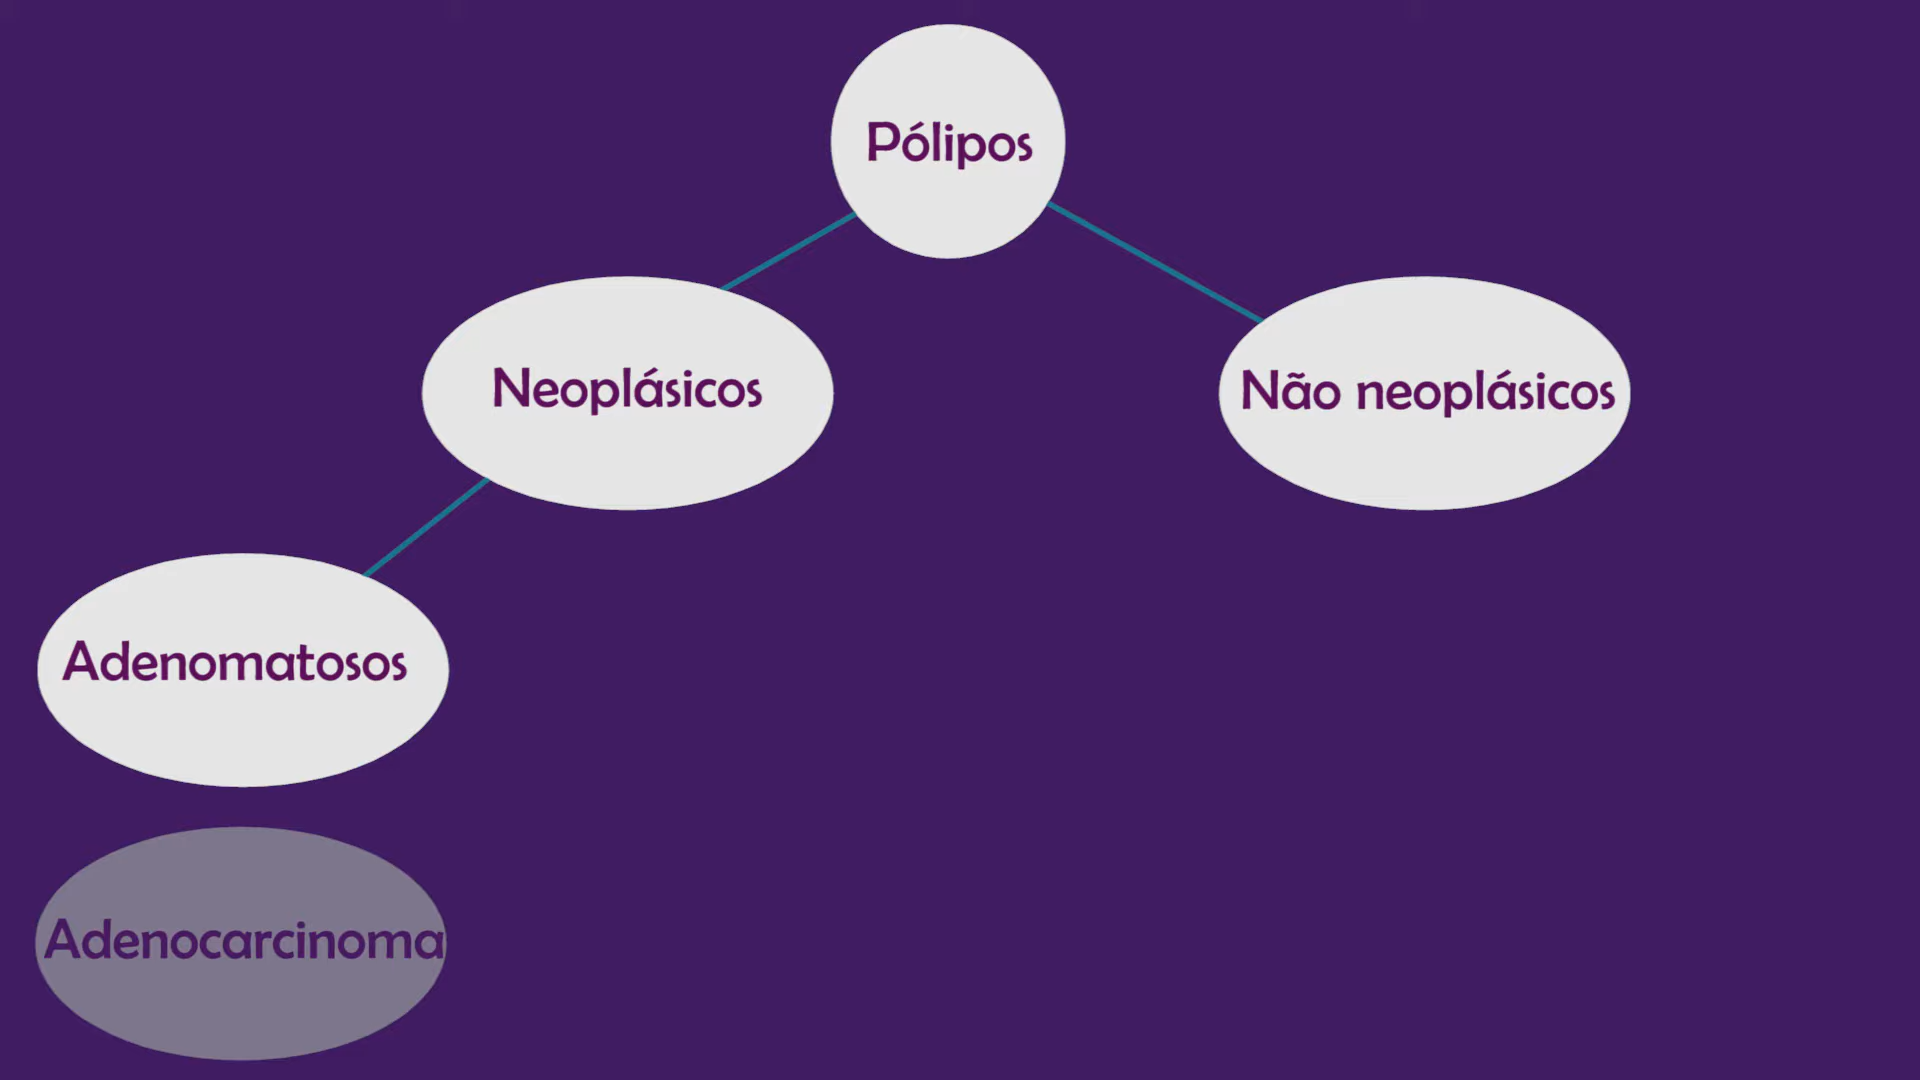 Pólipos
Neoplásicos
Não neoplásicos
Adenomatosos
Adenocarcinoma